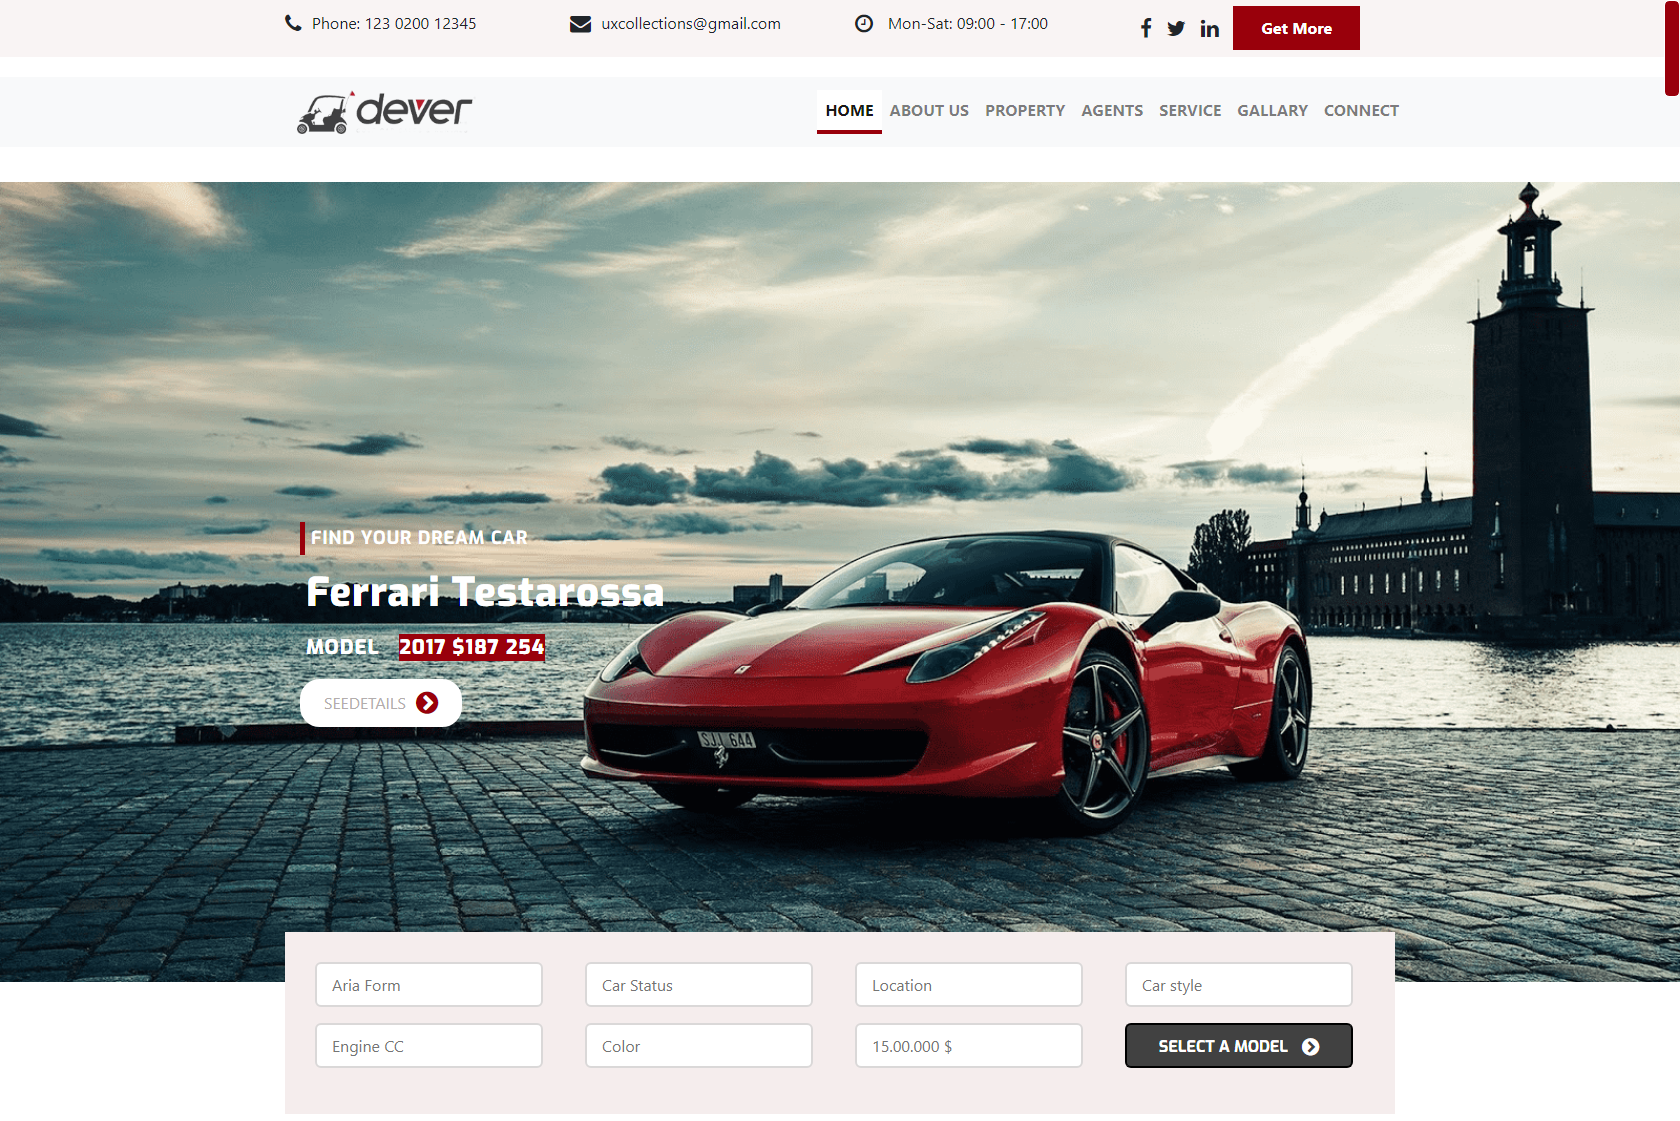 Phone: 123 0200 12345
uxcollections@gmail.com
Mon-Sat: 09:00 - 17:00
Get More
dever
HOME ABOUT US PROPERTY AGENTS SERVICE GALLARY CONNECT
FIND YOUR DREAM CAR
Ferrari Testarossa
MODEL 2017 $187 254
SEEDETAILS
SJI 644
Aria Form
Car Status
Location
Car style
Engine CC
Color
15.00.000 $
SELECT A MODEL